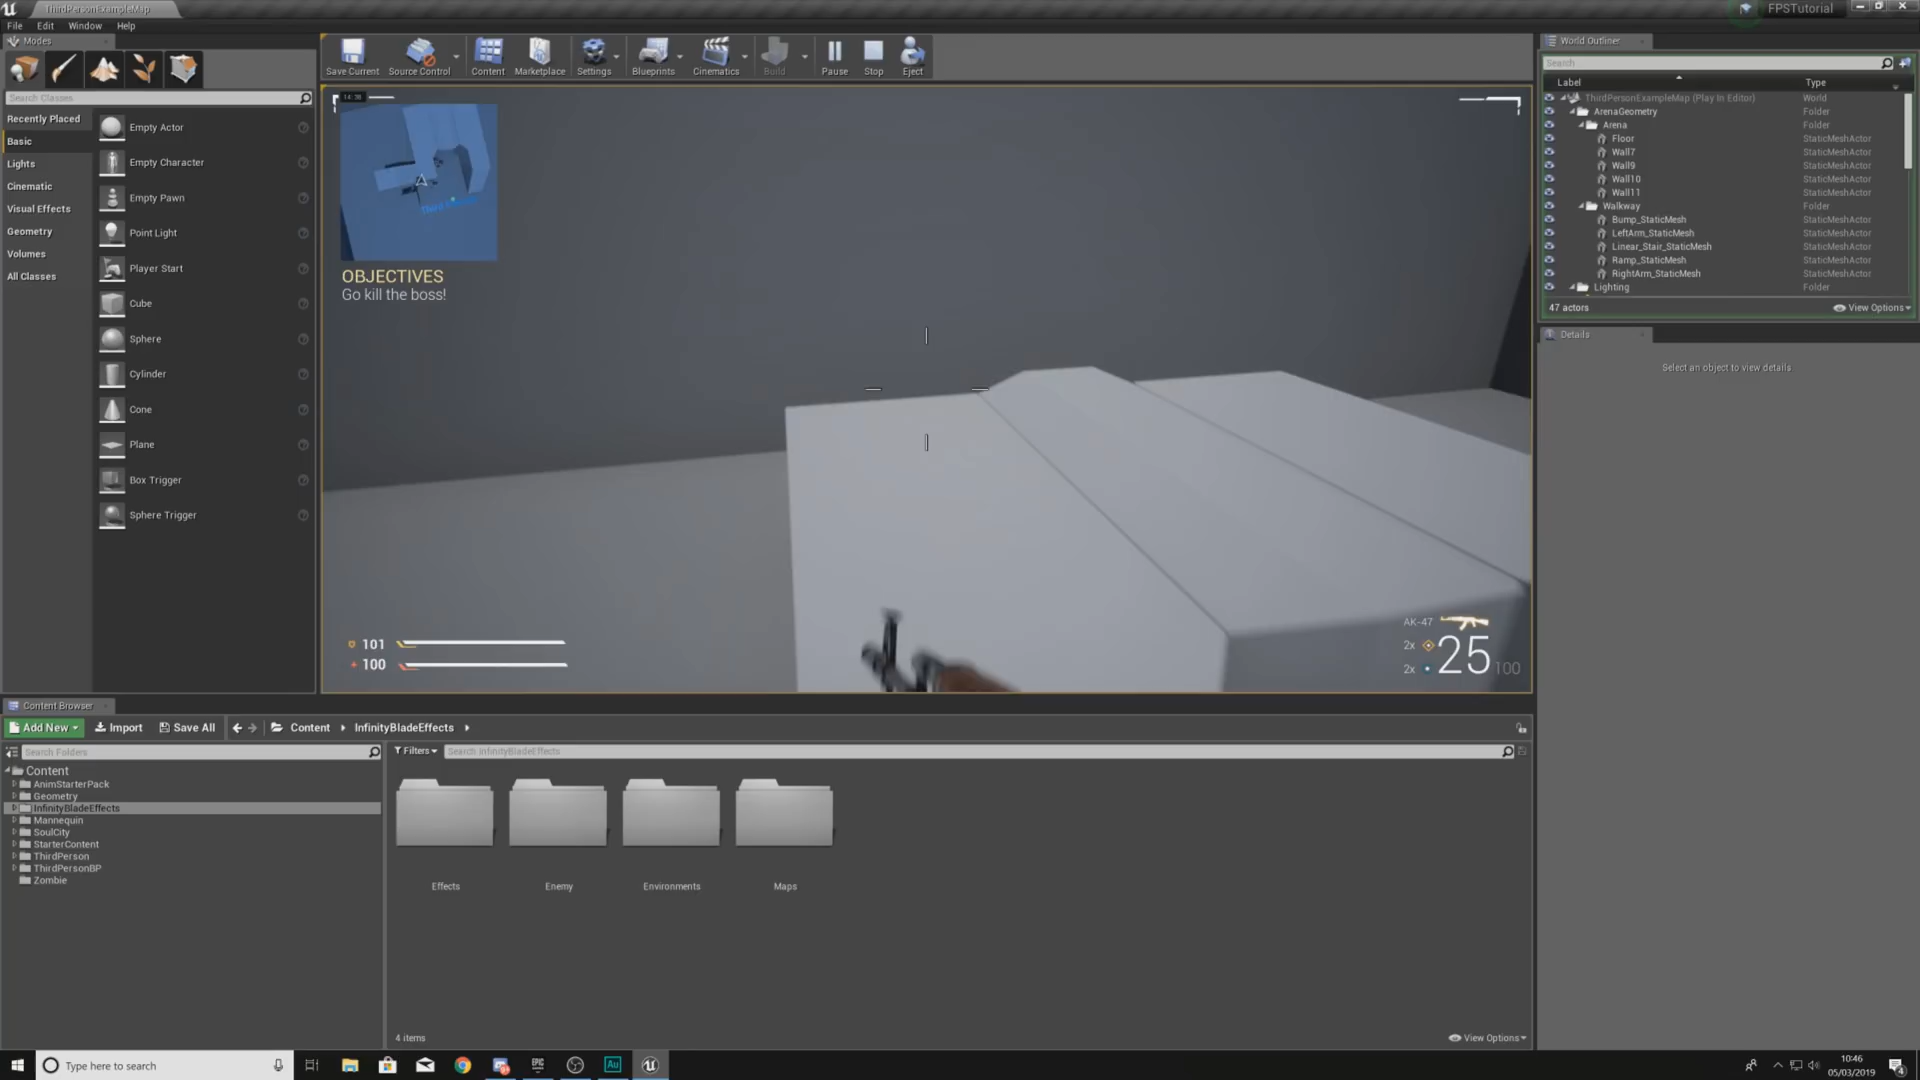 ThirdPersonExampleMap
FPSTutorial
File Edit Window Help
Modes
Search Classes
Recently Placed
Basic
Lights
Cinematic
Visual Effects
Geometry
Volumes
All Classes
Empty Actor
Empty Character
Empty Pawn
Point Light
Player Start
Cube
Sphere
Cylinder
Cone
Plane
Box Trigger
Sphere Trigger
Save Current
Source Control
Content
Marketplace
Settings
Blueprints
Cinematics
Build
Pause
Stop
Eject
OBJECTIVES
Go kill the boss!
101
100
AK-47
2x
2x
25
100
World Outliner
Search
Label Type
ThirdPersonExampleMap (Play In Editor) World
ArenaGeometry Folder
Arena Folder
Floor StaticMeshActor
Wall7 StaticMeshActor
Wall9 StaticMeshActor
Wall10 StaticMeshActor
Wall11 StaticMeshActor
Walkway Folder
Bump_StaticMesh StaticMeshActor
LeftArm_StaticMesh StaticMeshActor
Linear_Stair_StaticMesh StaticMeshActor
Ramp_StaticMesh StaticMeshActor
RightArm_StaticMesh StaticMeshActor
Lighting Folder
47 actors View Options
Details
Select an object to view details
Content Browser
Add New Import Save All Content InfinityBladeEffects
Search Folders
Filters Search InfinityBladeEffects
Content
AnimStarterPack
Geometry
InfinityBladeEffects
Mannequin
SoulCity
StarterContent
ThirdPerson
ThirdPersonBP
Zombie
Effects
Enemy
Environments
Maps
4 items View Options
Type here to search
EPIC
Au
10:46
05/03/2019
4